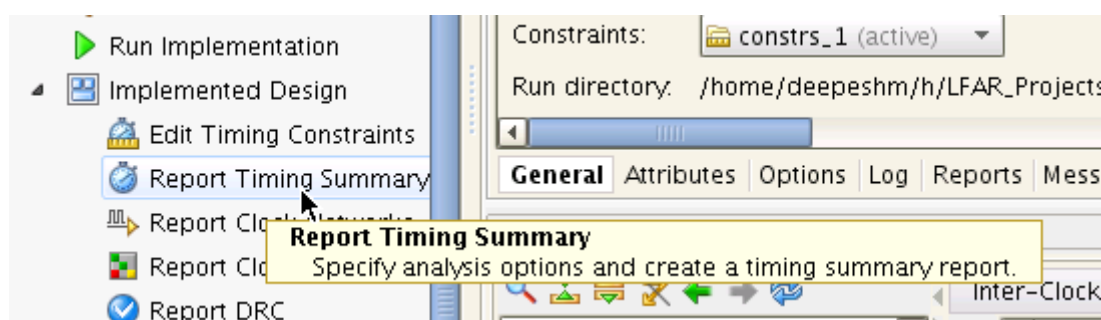 Run Implementation
Implemented Design
Edit Timing Constraints
Report Timing Summary
Report Clock
Report Clo
Report DRC
Constraints: constrs_1 (active)
Run directory: /home/deepeshm/h/LFAR_Projects
General Attributes Options Log Reports Mess
Report Timing Summary
Specify analysis options and create a timing summary report.
Inter-Clock